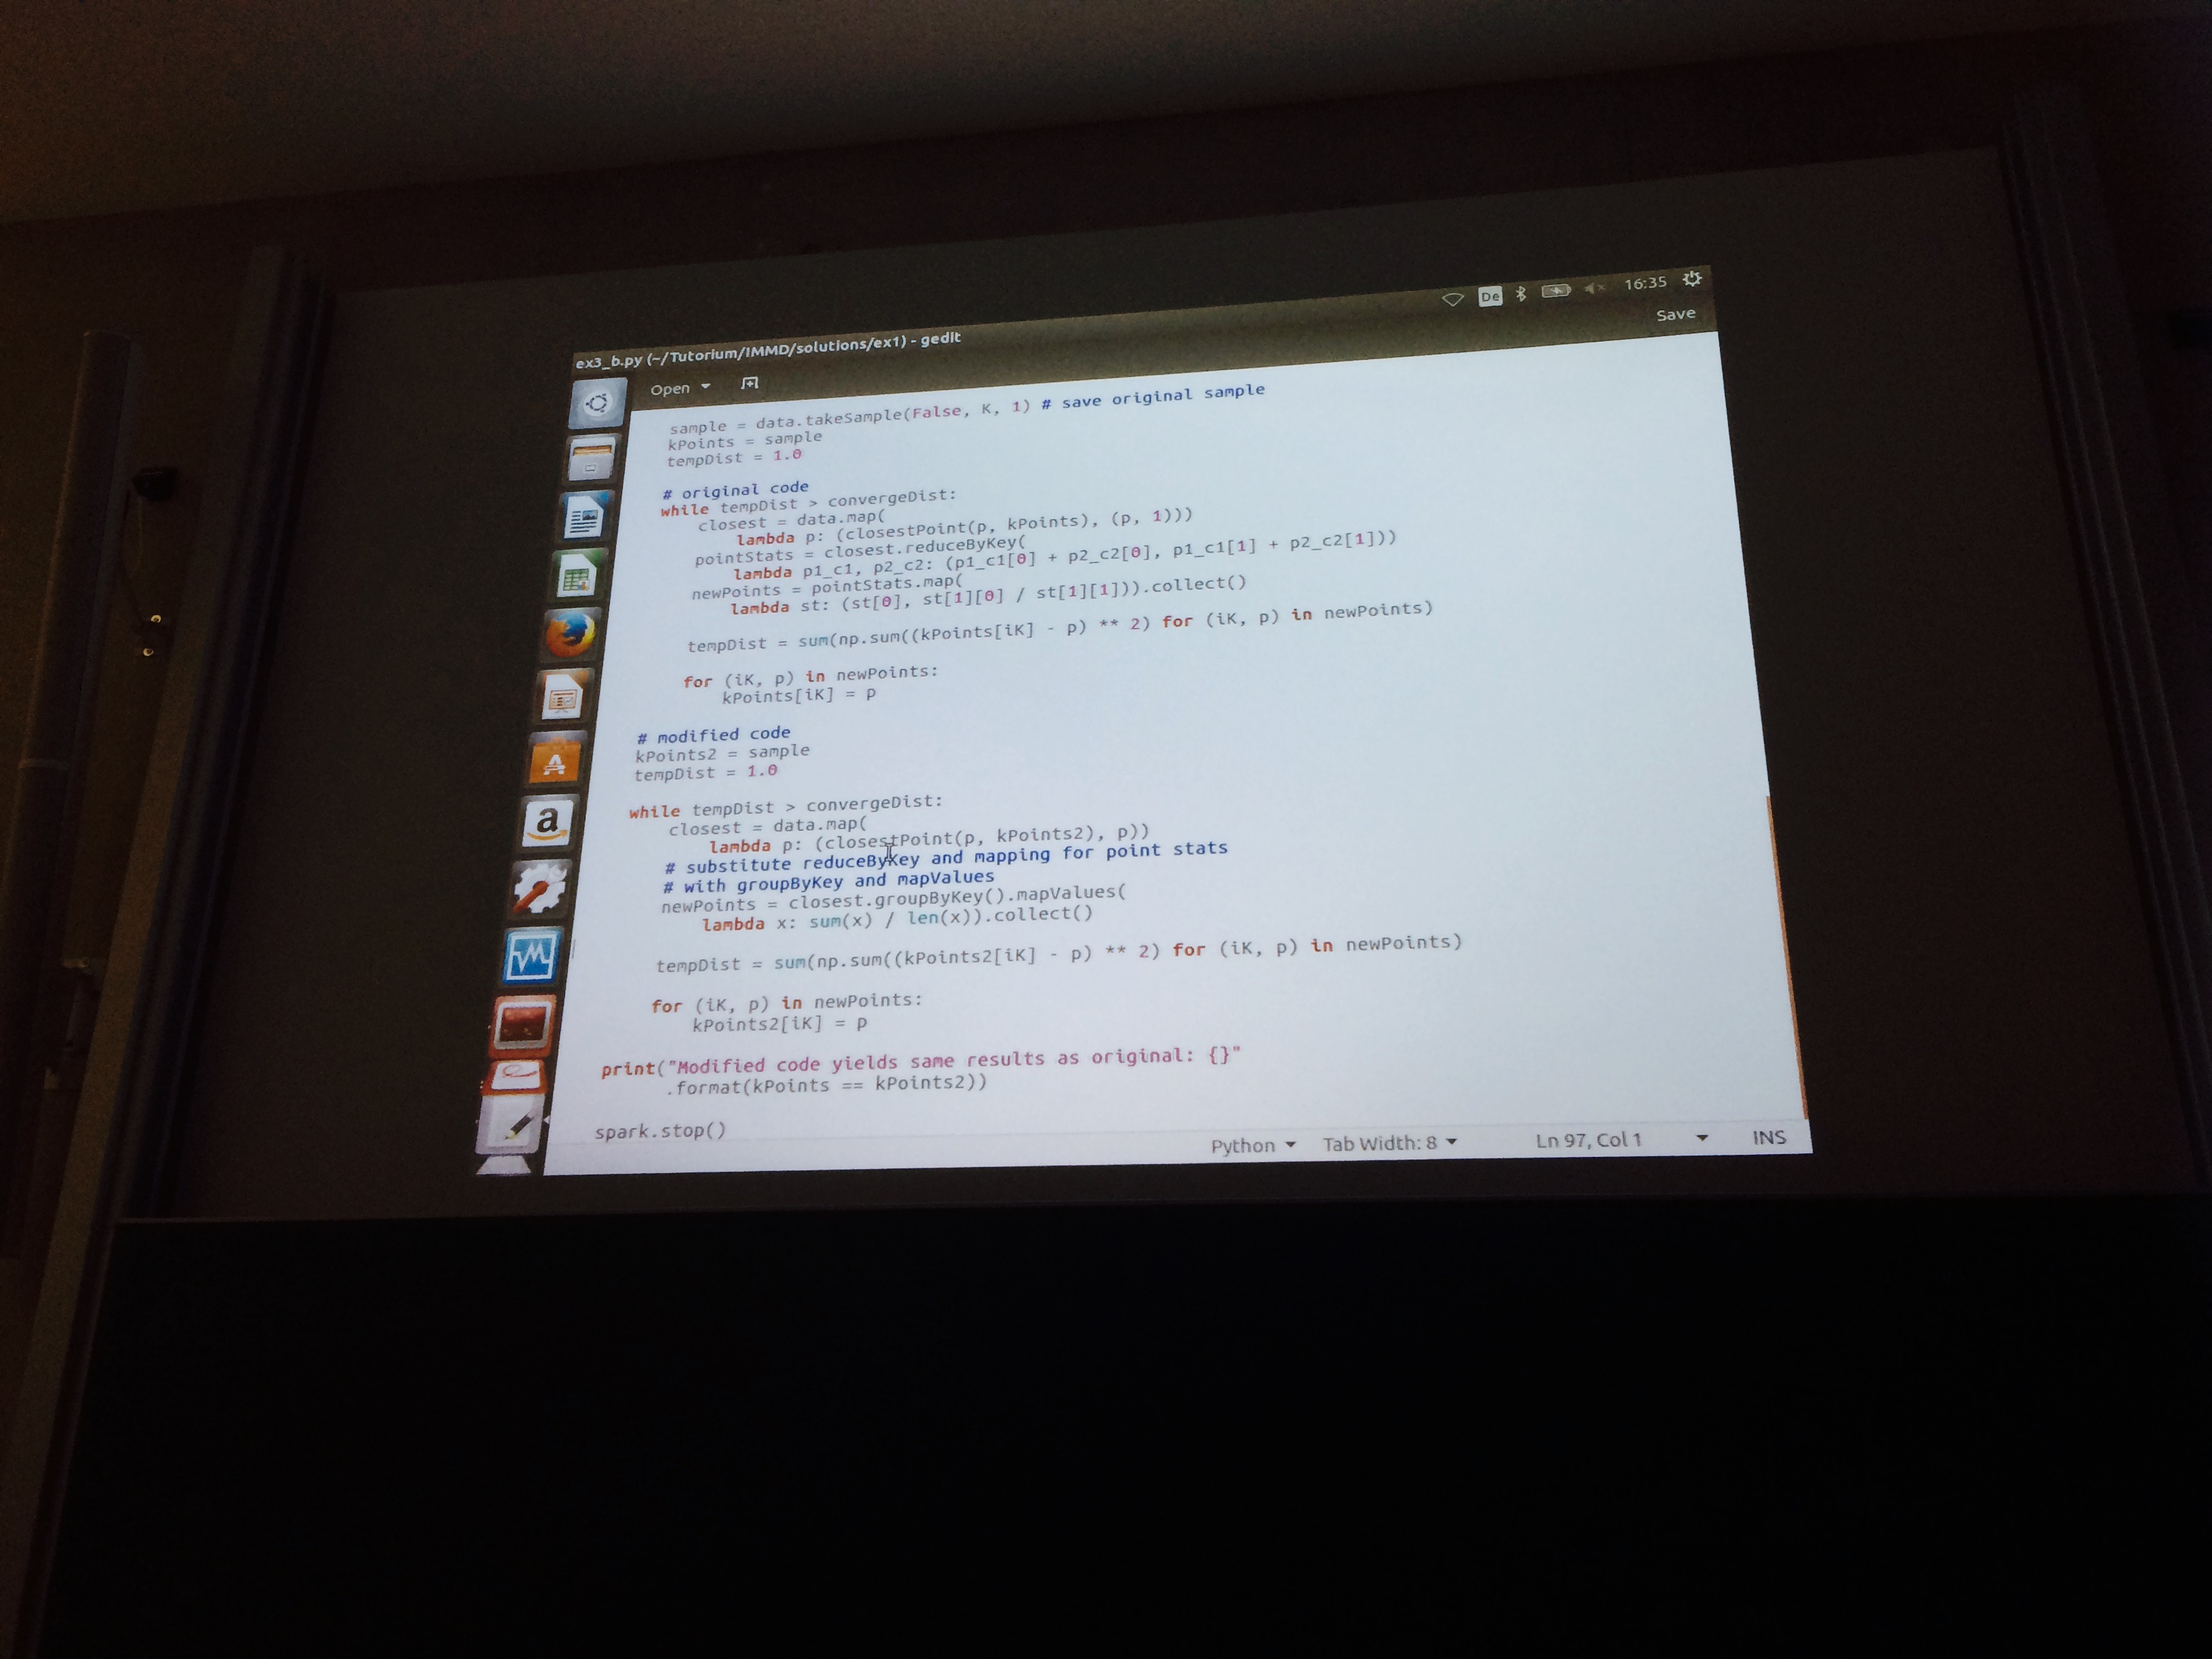 16:35
De
ex3_b.py (~/Tutorium/IMMD/solutions/ex1) - gedit
Open
Save
sample = data.takeSample(False, K, 1) # save original sample
kPoints = sample
tempDist = 1.0
# original code
while tempDist > convergeDist:
closest = data.map(
lambda p: (closestPoint(p, kPoints), (p, 1)))
pointStats = closest.reduceByKey(
lambda p1_c1, p2_c2: (p1_c1[0] + p2_c2[0], p1_c1[1] + p2_c2[1]))
newPoints = pointStats.map(
lambda st: (st[0], st[1][0] / st[1][1])).collect()
tempDist = sum(np.sum((kPoints[iK] - p) ** 2) for (iK, p) in newPoints)
for (iK, p) in newPoints:
kPoints[iK] = p
# modified code
kPoints2 = sample
tempDist = 1.0
while tempDist > convergeDist:
closest = data.map(
lambda p: (closestPoint(p, kPoints2), p))
# substitute reduceByKey and mapping for point stats
# with groupByKey and mapValues
newPoints = closest.groupByKey().mapValues(
lambda x: sum(x) / len(x)).collect()
tempDist = sum(np.sum((kPoints2[iK] - p) ** 2) for (iK, p) in newPoints)
for (iK, p) in newPoints:
kPoints2[iK] = p
print("Modified code yields same results as original: {}"
.format(kPoints == kPoints2))
spark.stop()
Python Tab Width: 8 Ln 97, Col 1 INS